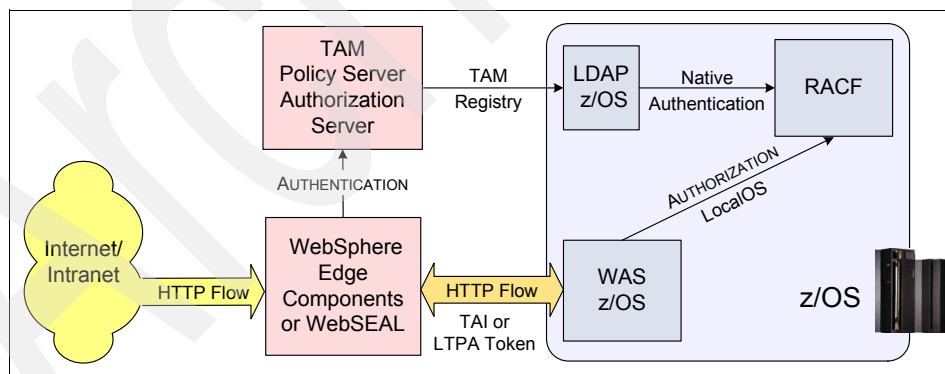 TAM
Policy Server
Authorization
Server
TAM
Registry
LDAP
z/OS
Native
Authentication
RACF
AUTHENTICATION
AUTHORIZATION
LocalOS
Internet/
Intranet
HTTP Flow
WebSphere
Edge
Components
or WebSEAL
HTTP Flow
TAI or
LTPA Token
WAS
z/OS
z/OS